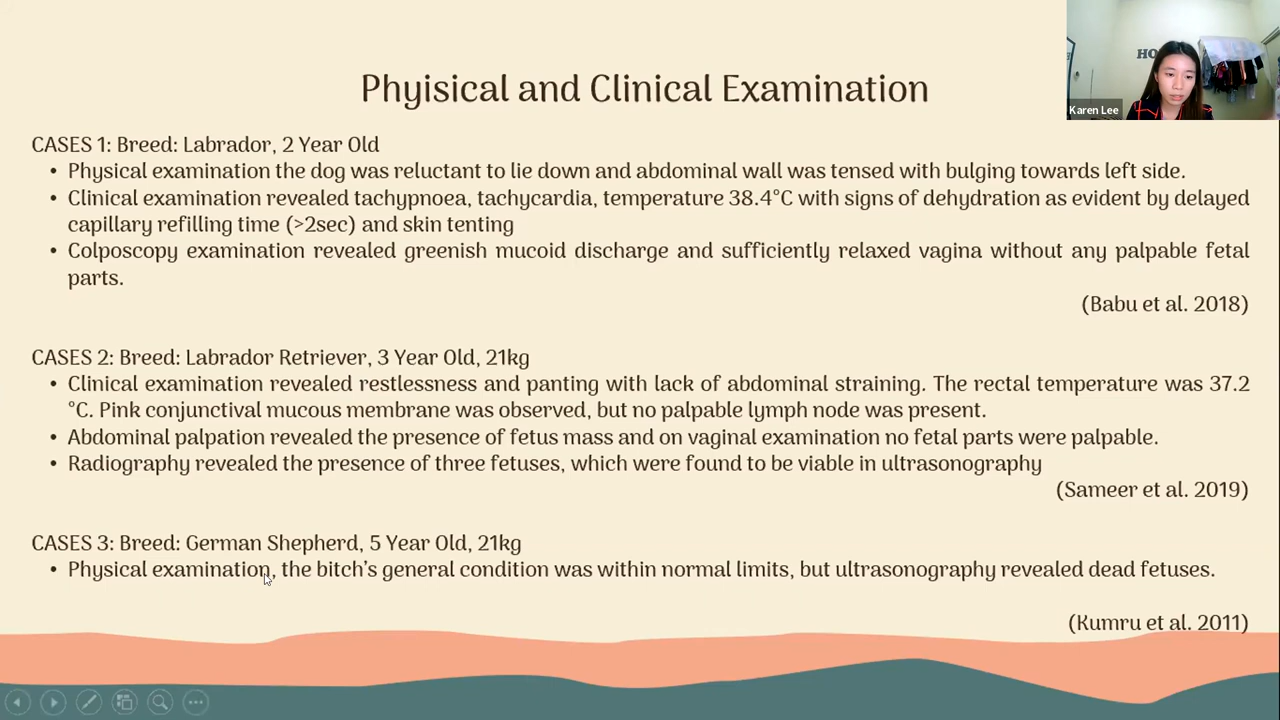 HO
Karen Lee
Phyisical and Clinical Examination
CASES 1: Breed: Labrador, 2 Year Old
• Physical examination the dog was reluctant to lie down and abdominal wall was tensed with bulging towards left side.
• Clinical examination revealed tachypnoea, tachycardia, temperature 38.4°C with signs of dehydration as evident by delayed
capillary refilling time (>2sec) and skin tenting
• Colposcopy examination revealed greenish mucoid discharge and sufficiently relaxed vagina without any palpable fetal
parts.
(Babu et al. 2018)
CASES 2: Breed: Labrador Retriever, 3 Year Old, 21kg
• Clinical examination revealed restlessness and panting with lack of abdominal straining. The rectal temperature was 37.2
°C. Pink conjunctival mucous membrane was observed, but no palpable lymph node was present.
• Abdominal palpation revealed the presence of fetus mass and on vaginal examination no fetal parts were palpable.
• Radiography revealed the presence of three fetuses, which were found to be viable in ultrasonography
(Sameer et al. 2019)
CASES 3: Breed: German Shepherd, 5 Year Old, 21kg
• Physical examination, the bitch's general condition was within normal limits, but ultrasonography revealed dead fetuses.
(Kumru et al. 2011)